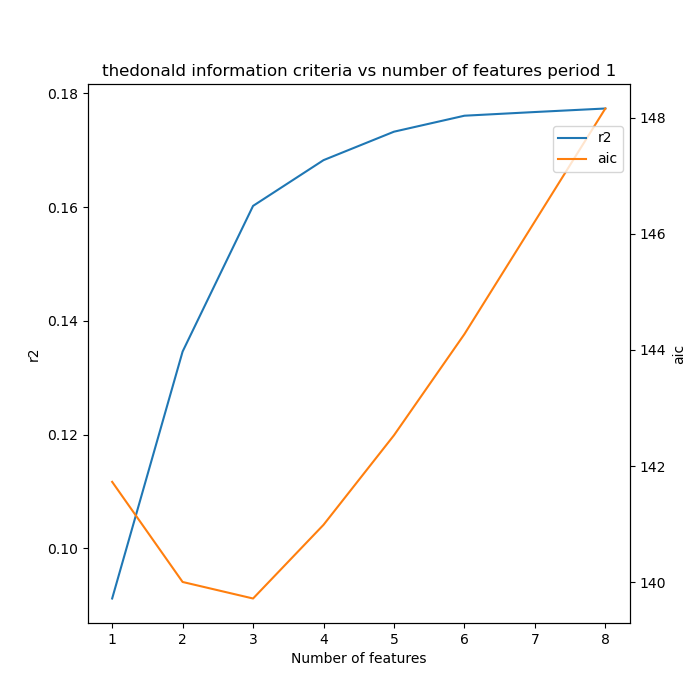 thedonald information criteria vs number of features period 1
0.18
0.16
0.14
0.12
0.10
r2
148
146
144
142
140
aic
r2
aic
1 2 3 4 5 6 7 8
Number of features